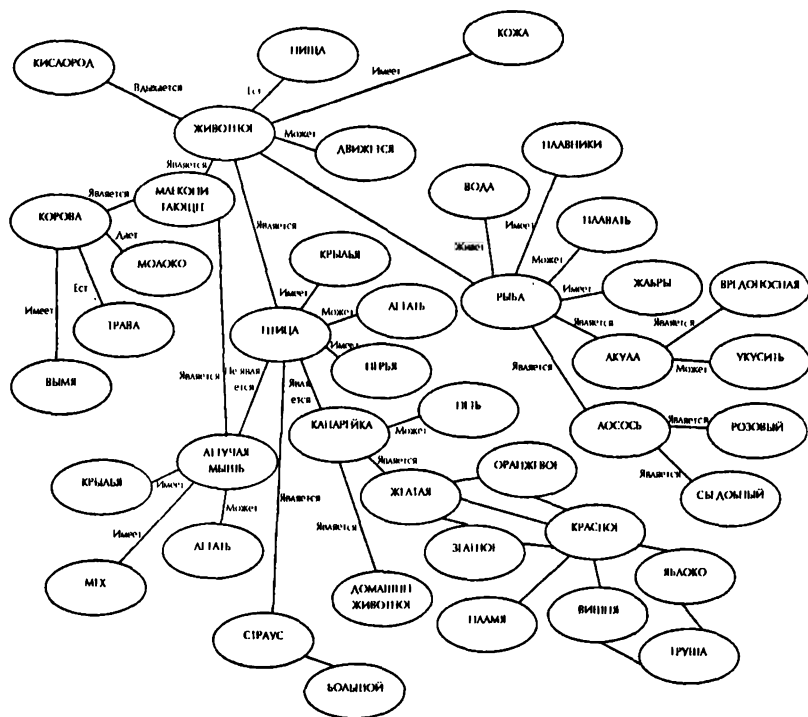 КОЖА
ПИЩА
КИСЛОРОД
Имеет
Вдыхается
Ест
ЖИВОТНОЕ
Может
ДВИЖЕТСЯ
ПЛАВНИКИ
Является
МЛЕКОПИ
ТАЮЩЕЕ
ВОДА
Является
КОРОВА
Является
Имеет
ПЛАВАТЬ
Дает
КРЫЛЬЯ
Живет
Может
МОЛОКО
ЖАБРЫ
ВРЕДОНОСНАЯ
Имеет
Имеет
Ест
РЫБА
ЛЕТАТЬ
Может
Имеет
ТРАВА
ПТИЦА
Является
Является
Имеет
АКУЛА
УКУСИТЬ
ПЕРЬЯ
Может
Является
ВЫМЯ
Является
Не явля
ется
Явля
ется
ПЕТЬ
КАНАРЕЙКА
Может
ЛОСОСЬ
Является
РОЗОВЫЙ
ЛЕТУЧАЯ
МЫШЬ
Является
ОРАНЖЕВОЕ
Является
КРЫЛЬЯ
Имеет
ЖЕЛТАЯ
СЪЕДОБНЫЙ
Является
Может
Имеет
Является
КРАСНОЕ
ЛЕТАТЬ
ЗЕЛЕНОЕ
ЯБЛОКО
МЕХ
ДОМАШНЕЕ
ЖИВОТНОЕ
ПЛАМЯ
ВИШНЯ
СТРАУС
ГРУША
БОЛЬШОЙ